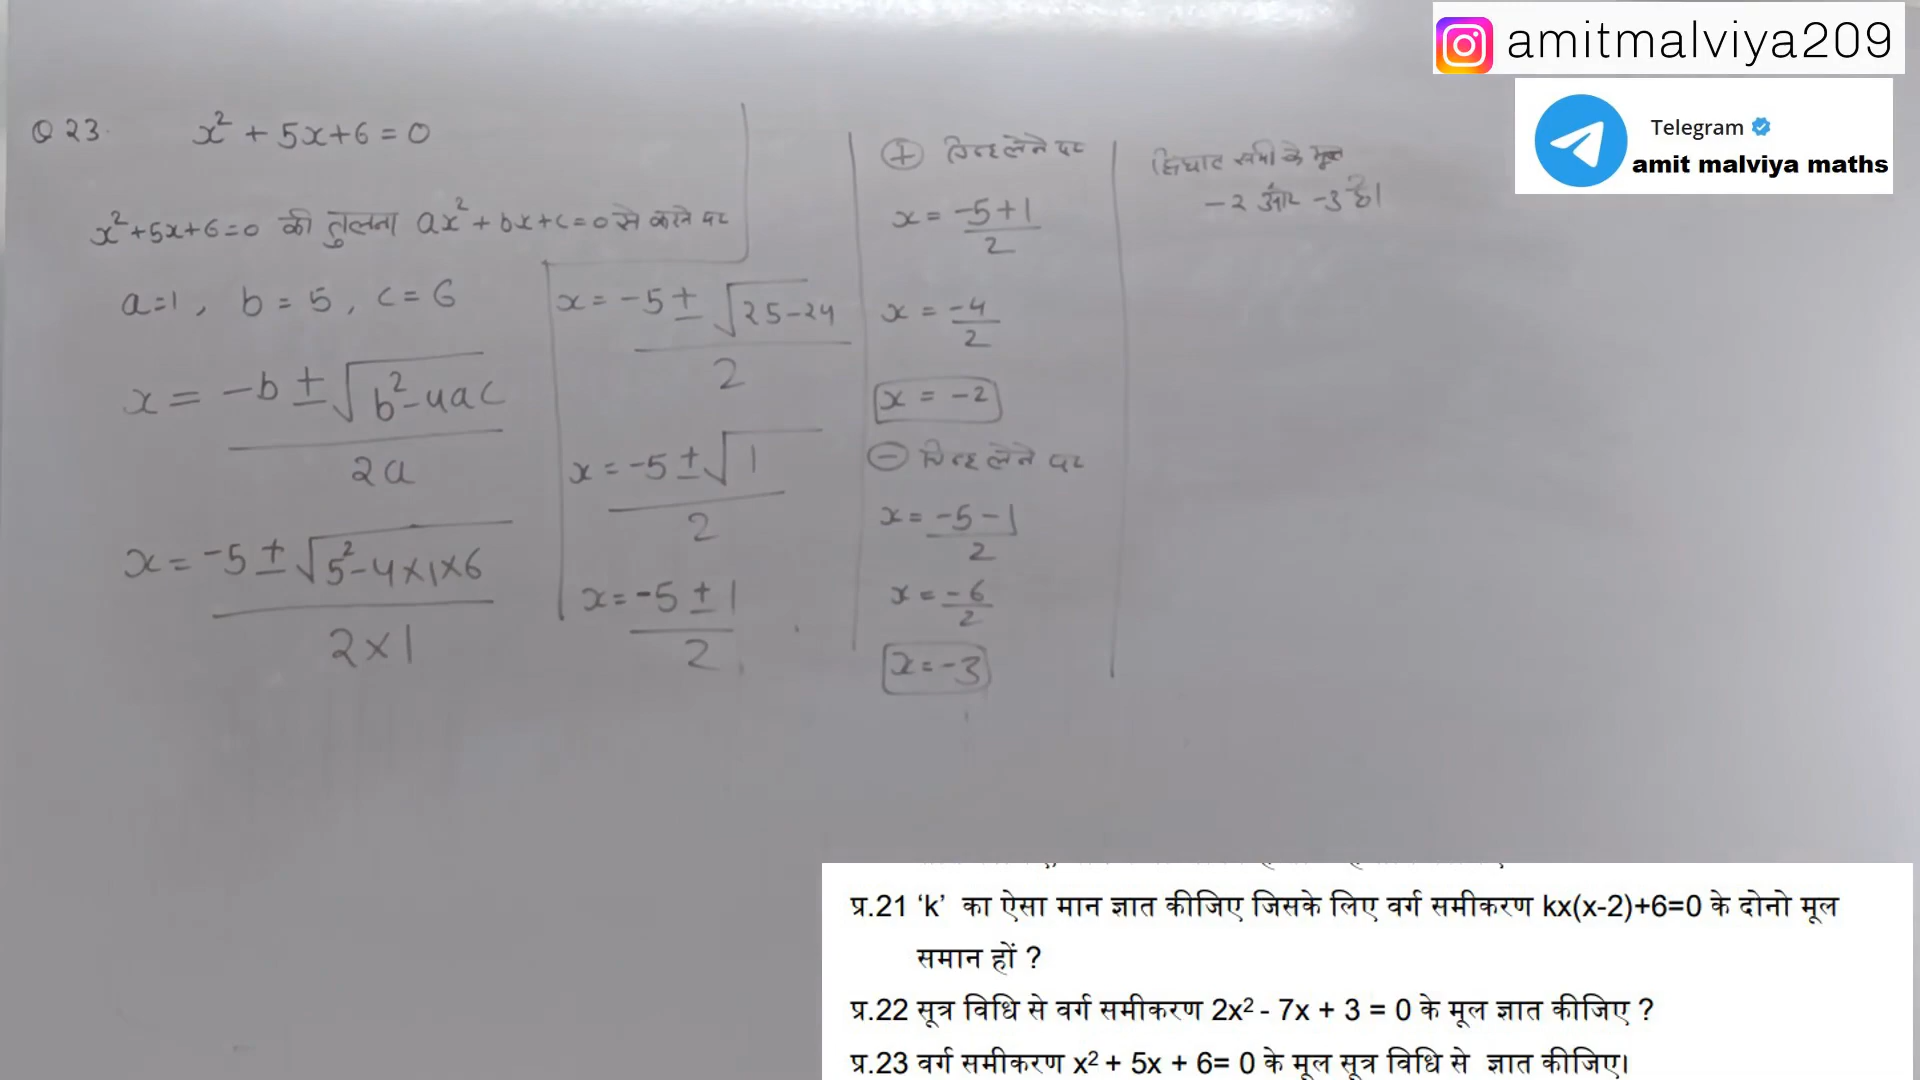 amitmalviya209
Telegram
amit malviya maths
Q 23. x² + 5x + 6 = 0
x² + 5x + 6 = 0 की तुलना ax² + bx + c = 0 से करने पर
a = 1, b = 5, c = 6
x = -b ± √b² - 4ac
2a
x = -5 ± √5² - 4×1×6
2×1
x = -5 ± √25-24
2
x = -5 ± √1
2
x = -5 ± 1
2
+ चिन्ह लेने पर
x = -5+1
2
x = -4
2
x = -2
- चिन्ह लेने पर
x = -5-1
2
x = -6
2
x = -3
द्विघात समी के मूल
-2 और -3 है।
प्र.21 ‘k’ का ऐसा मान ज्ञात कीजिए जिसके लिए वर्ग समीकरण kx(x-2)+6=0 के दोनो मूल
समान हों ?
प्र.22 सूत्र विधि से वर्ग समीकरण 2x² - 7x + 3 = 0 के मूल ज्ञात कीजिए ?
प्र.23 वर्ग समीकरण x² + 5x + 6= 0 के मूल सूत्र विधि से ज्ञात कीजिए।